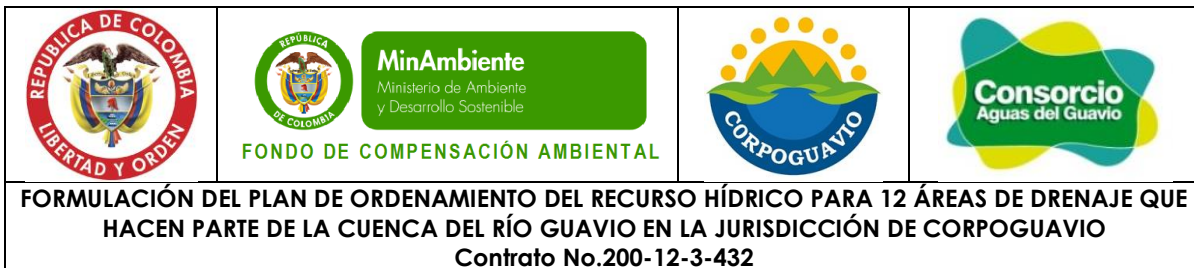 REPUBLICA DE COLOMBIA
LIBERTAD Y ORDEN
REPÚBLICA
DE COLOMBIA
MinAmbiente
Ministerio de Ambiente
y Desarrollo Sostenible
FONDO DE COMPENSACIÓN AMBIENTAL
CORPOGUAVIO
Consorcio
Aguas del Guavio
FORMULACIÓN DEL PLAN DE ORDENAMIENTO DEL RECURSO HÍDRICO PARA 12 ÁREAS DE DRENAJE QUE
HACEN PARTE DE LA CUENCA DEL RÍO GUAVIO EN LA JURISDICCIÓN DE CORPOGUAVIO
Contrato No.200-12-3-432